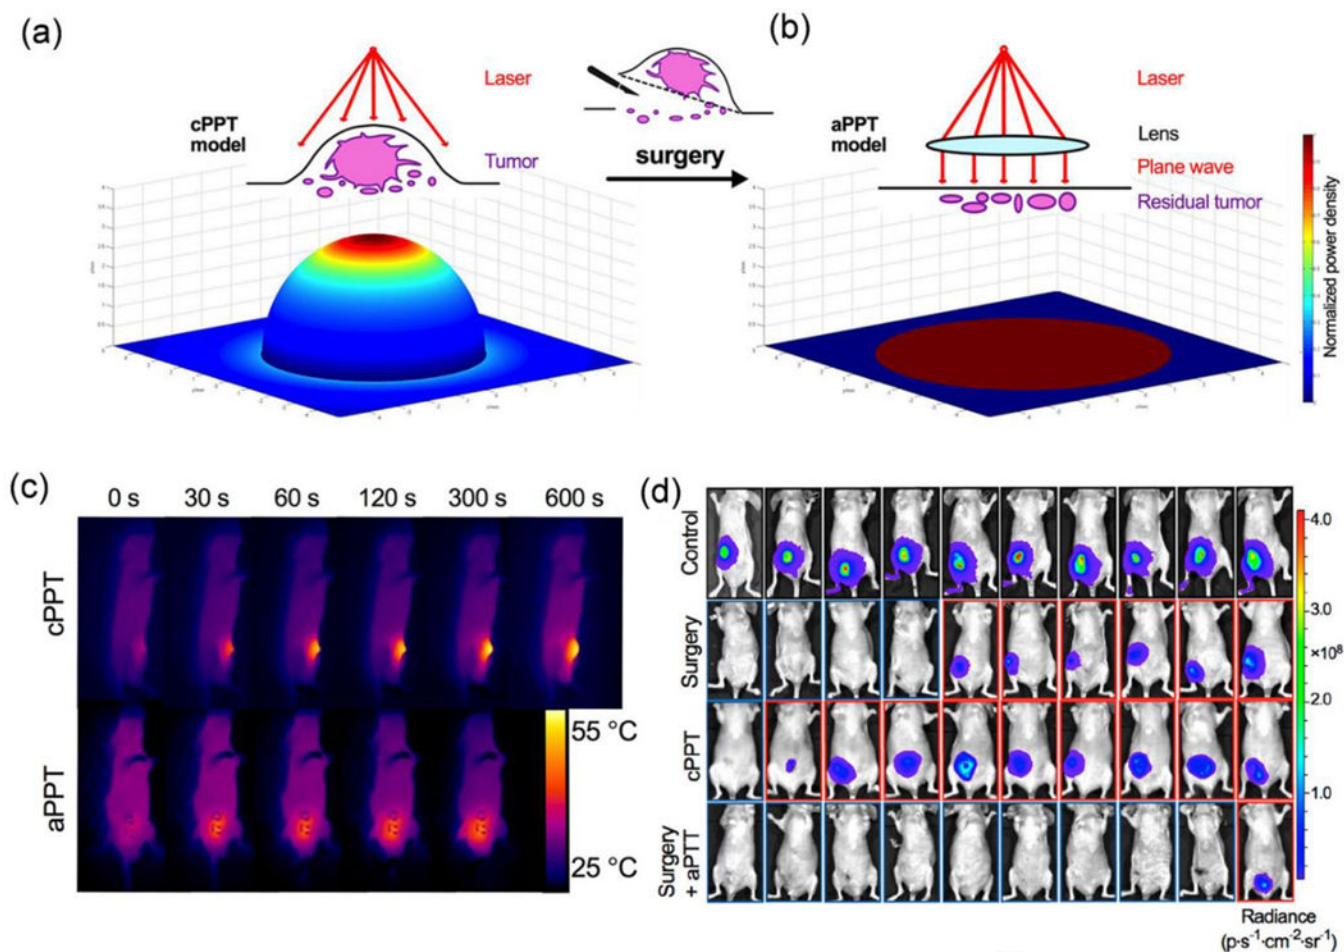 (a)
Laser
cPPT
model
Tumor
surgery
(b)
Laser
aPPT
model
Lens
Plane wave
Residual tumor
Normalized power density
(c)
0 s 30 s 60 s 120 s 300 s 600 s
cPPT
aPPT
55 °C
25 °C
(d)
Control
Surgery
cPPT
Surgery
+ aPTT
4.0
3.0
×10⁸
2.0
1.0
Radiance
(p·s⁻¹·cm⁻²·sr⁻¹)